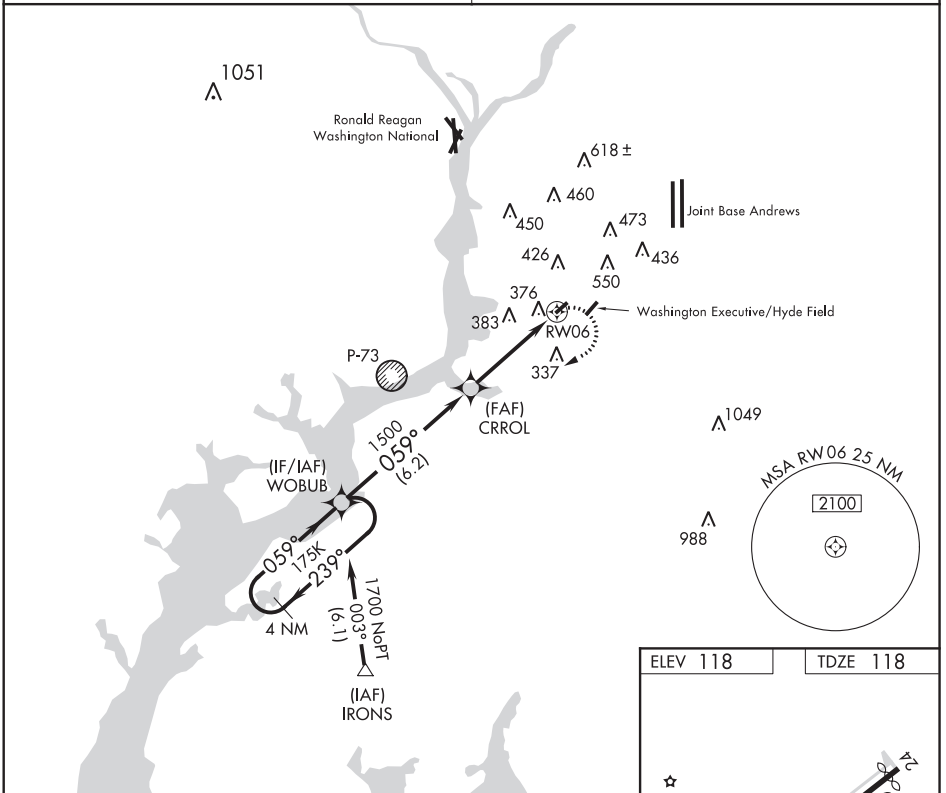 1051
Ronald Reagan
Washington National
618 ±
460
450
473
Joint Base Andrews
426
436
550
376
383
Washington Executive/Hyde Field
RW06
337
P-73
(FAF)
CRROL
1500
059°
(6.2)
1049
(IF/IAF)
WOBUB
MSA RW06 25 NM
2100
988
059°
175K
239°
4 NM
1700 NoPT
003°
(6.1)
(IAF)
IRONS
ELEV 118
TDZE 118
24